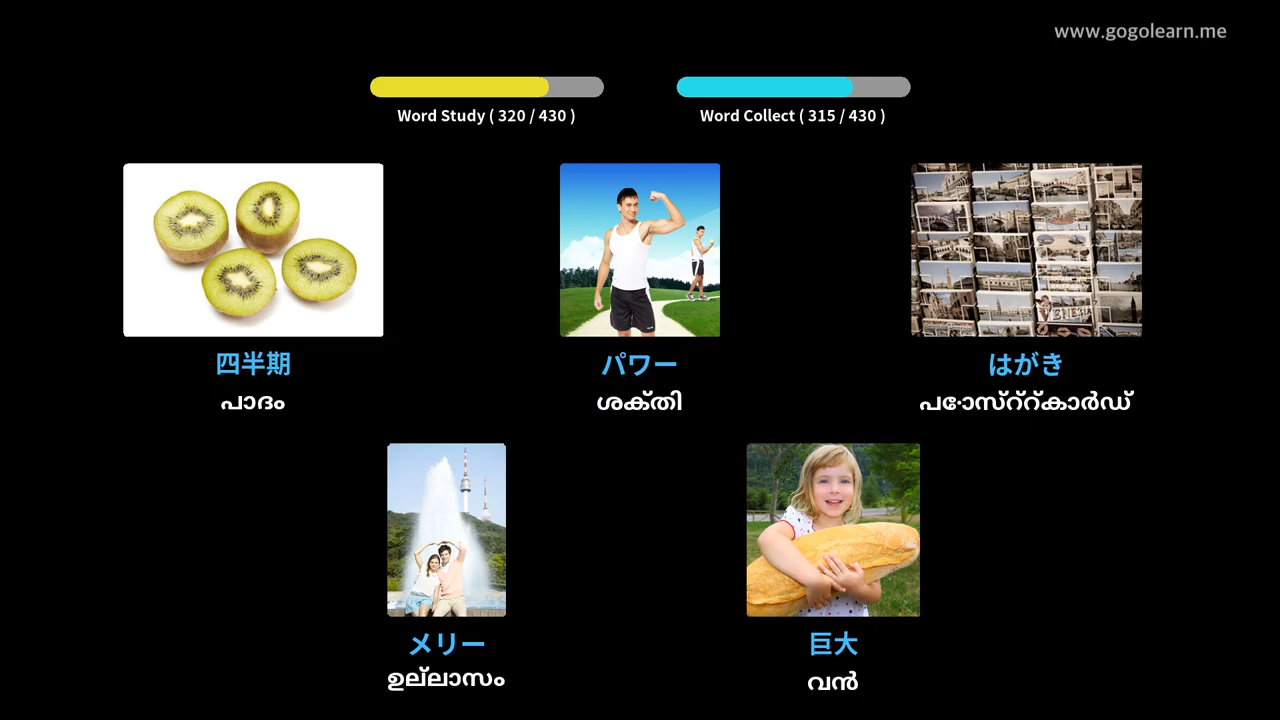 www.gogolearn.me
Word Study ( 320 / 430 )
Word Collect ( 315 / 430 )
四半期
パワー
はがき
പാദം
ശക്തി
പോസ്റ്റ്കാർഡ്
メリー
巨大
ഉല്ലാസം
വൻ